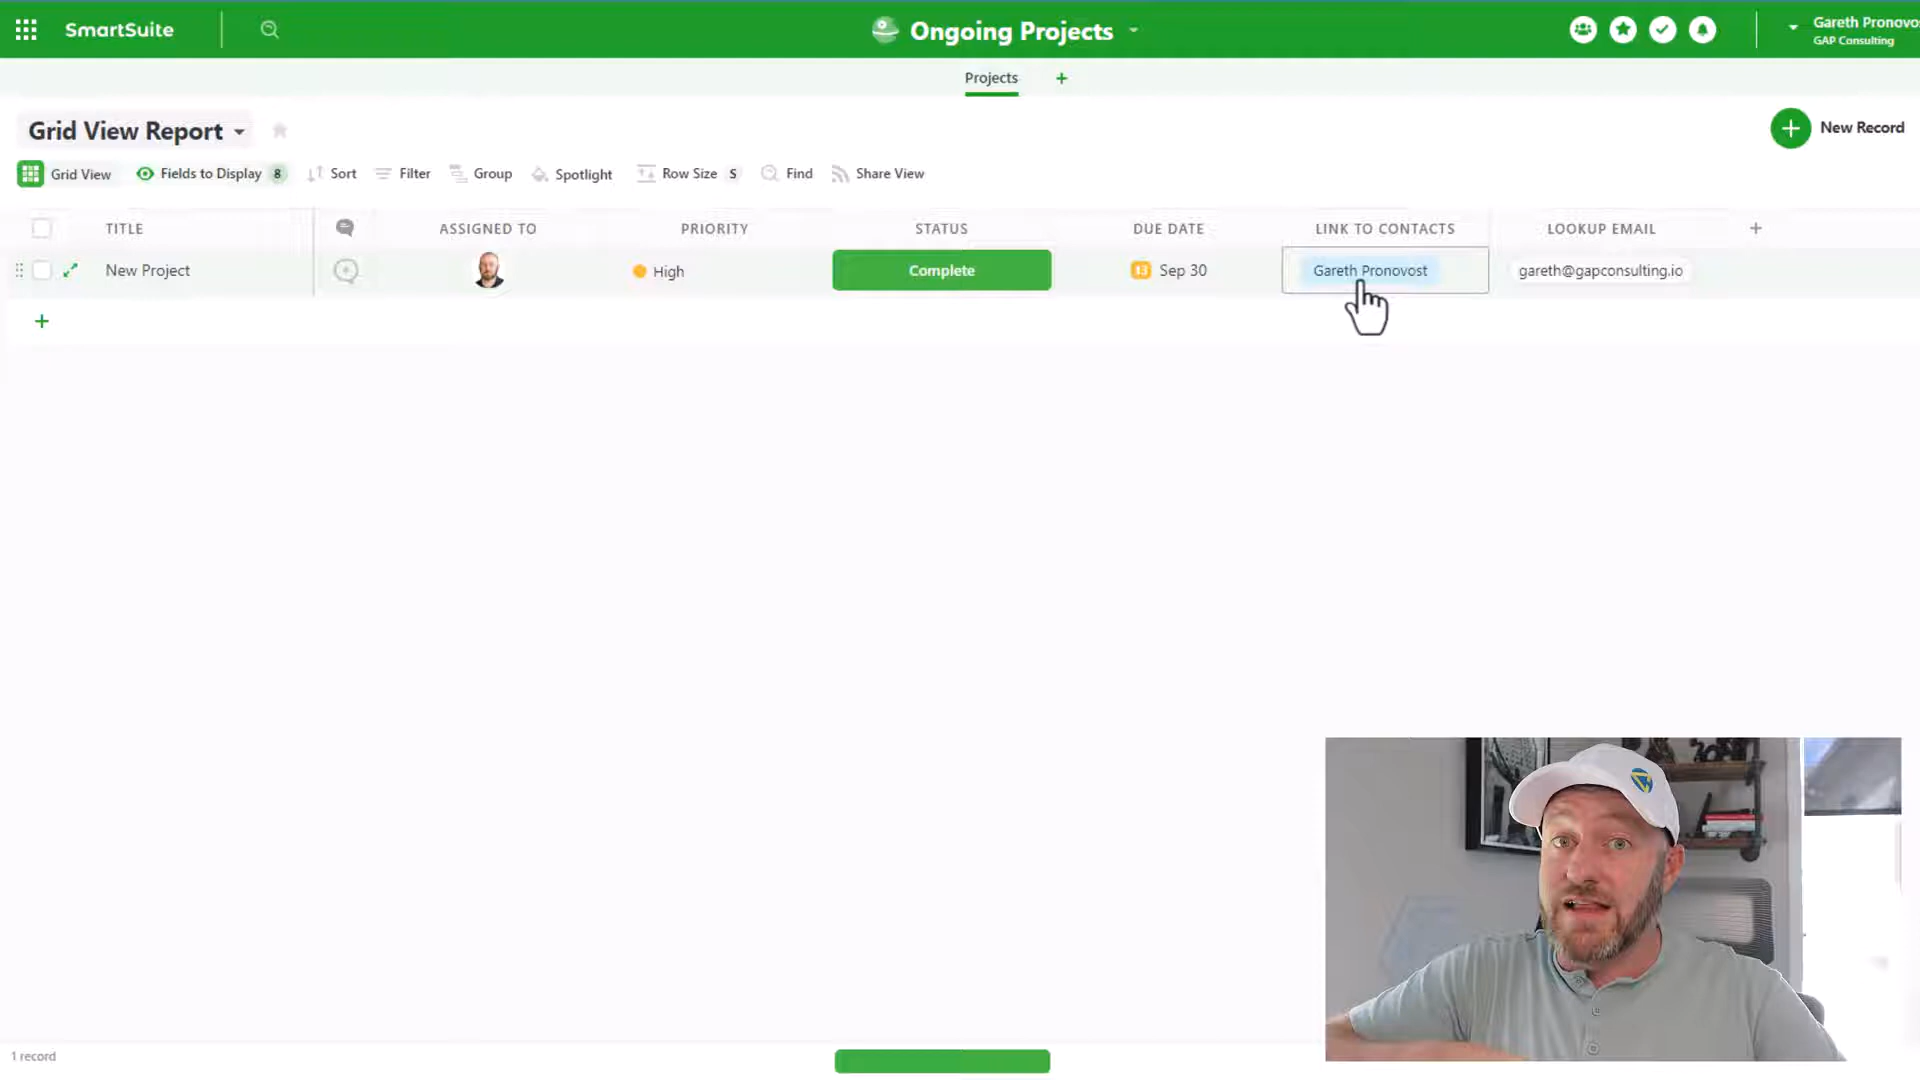 SmartSuite
Ongoing Projects
Gareth Pronovos
GAP Consulting
Projects
Grid View Report
New Record
Grid View
Fields to Display 8
Sort
Filter
Group
Spotlight
Row Size S
Find
Share View
TITLE
ASSIGNED TO
PRIORITY
STATUS
DUE DATE
LINK TO CONTACTS
LOOKUP EMAIL
New Project
High
Complete
13 Sep 30
Gareth Pronovost
gareth@gapconsulting.io
1 record